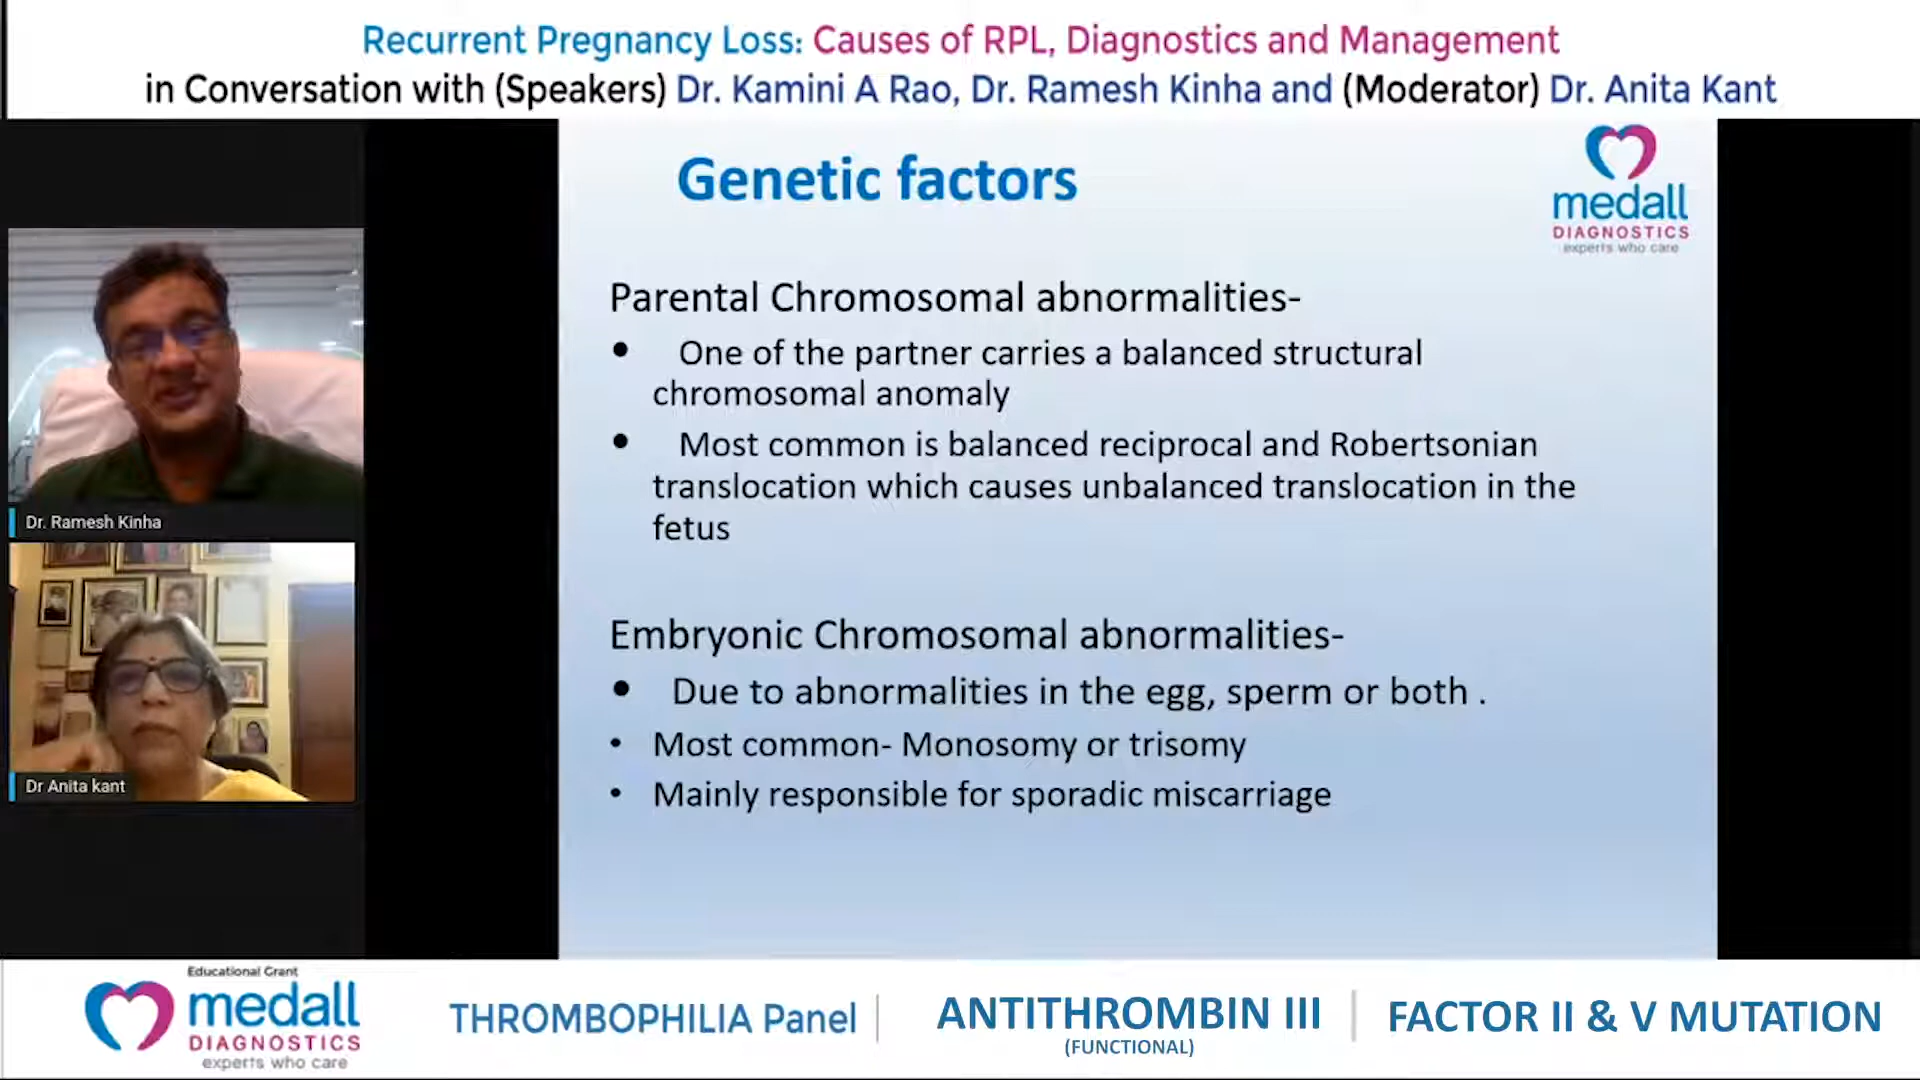 Recurrent Pregnancy Loss: Causes of RPL, Diagnostics and Management
in Conversation with (Speakers) Dr. Kamini A Rao, Dr. Ramesh Kinha and (Moderator) Dr. Anita Kant
Genetic factors
medall
DIAGNOSTICS
experts who care
Parental Chromosomal abnormalities-
• One of the partner carries a balanced structural
chromosomal anomaly
• Most common is balanced reciprocal and Robertsonian
translocation which causes unbalanced translocation in the
fetus
Embryonic Chromosomal abnormalities-
• Due to abnormalities in the egg, sperm or both .
• Most common- Monosomy or trisomy
• Mainly responsible for sporadic miscarriage
Dr. Ramesh Kinha
Dr Anita kant
Educational Grant
medall
DIAGNOSTICS
experts who care
THROMBOPHILIA Panel
ANTITHROMBIN III
(FUNCTIONAL)
FACTOR II & V MUTATION